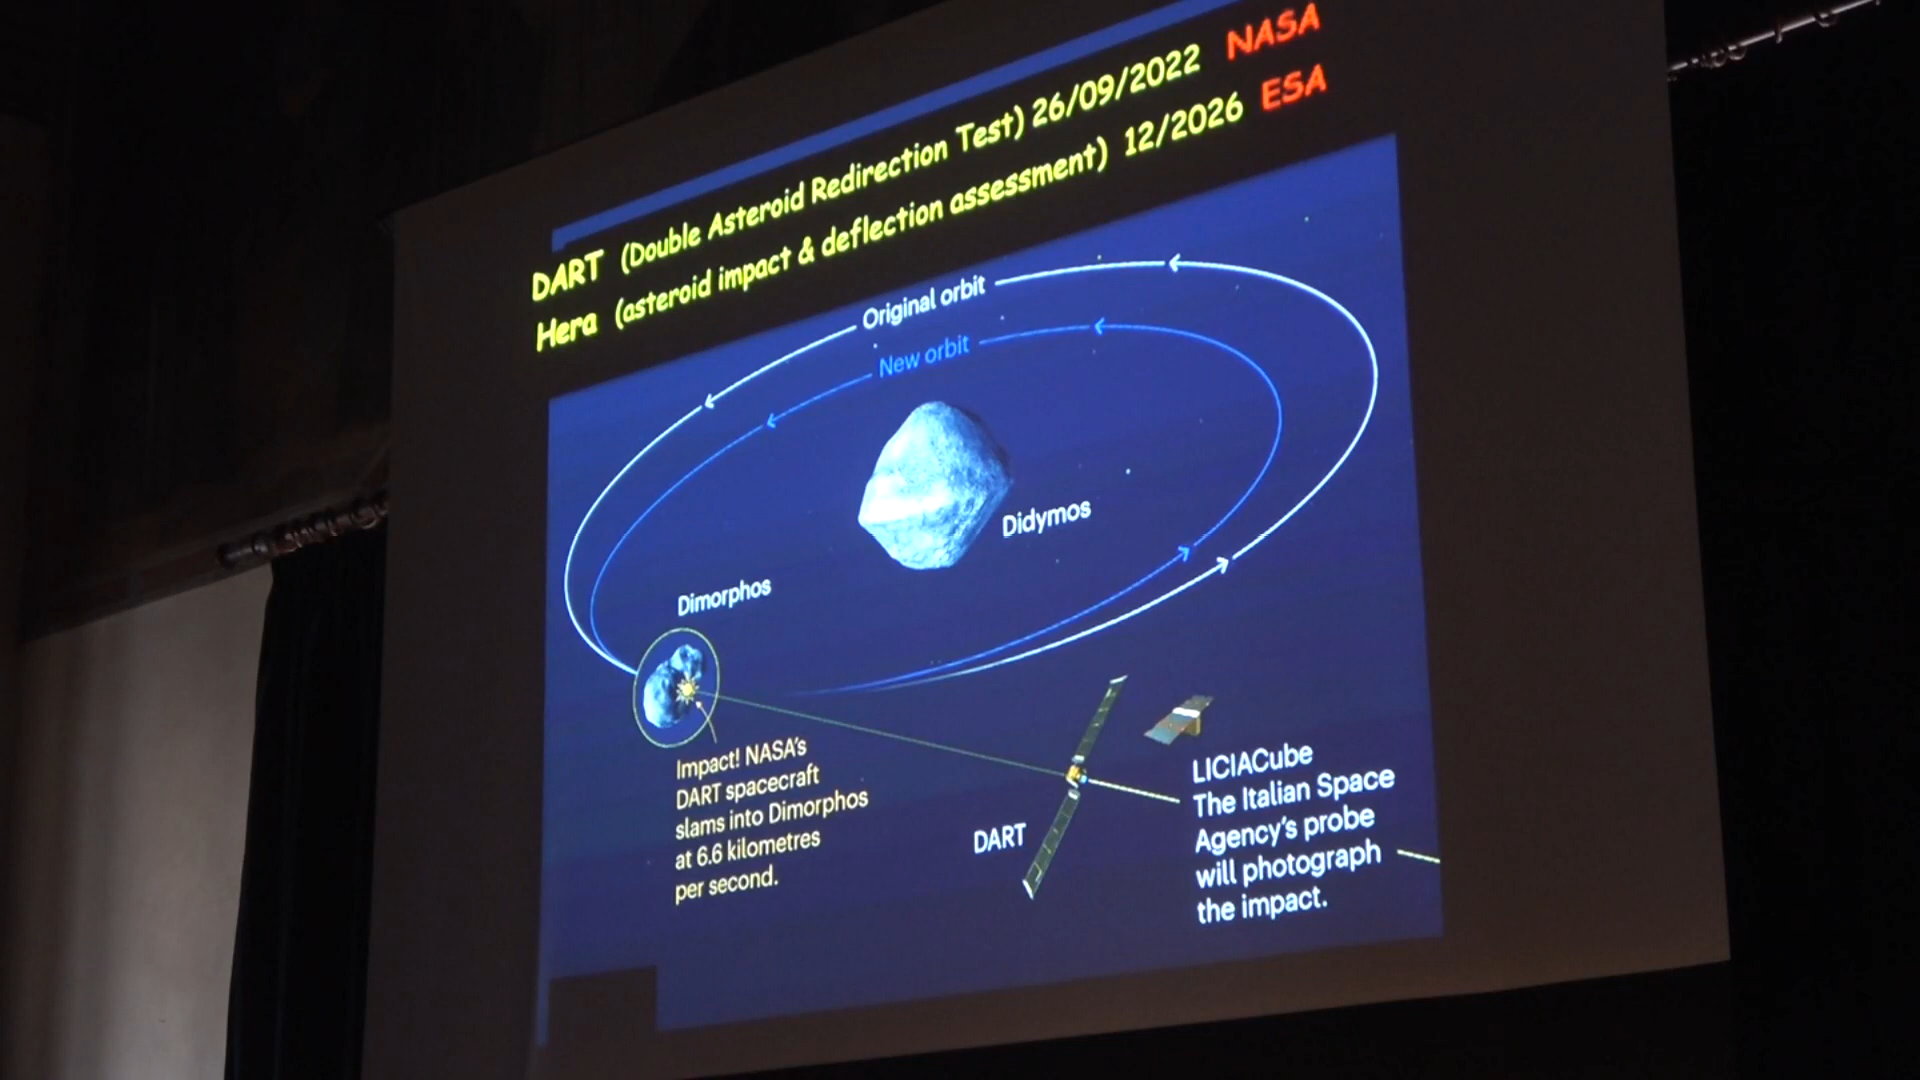 DART (Double Asteroid Redirection Test) 26/09/2022 NASA
Hera (asteroid impact & deflection assessment) 12/2026 ESA
Original orbit
New orbit
Didymos
Dimorphos
Impact! NASA's
DART spacecraft
slams into Dimorphos
at 6.6 kilometres
per second.
DART
LICIACube
The Italian Space
Agency's probe
will photograph
the impact.